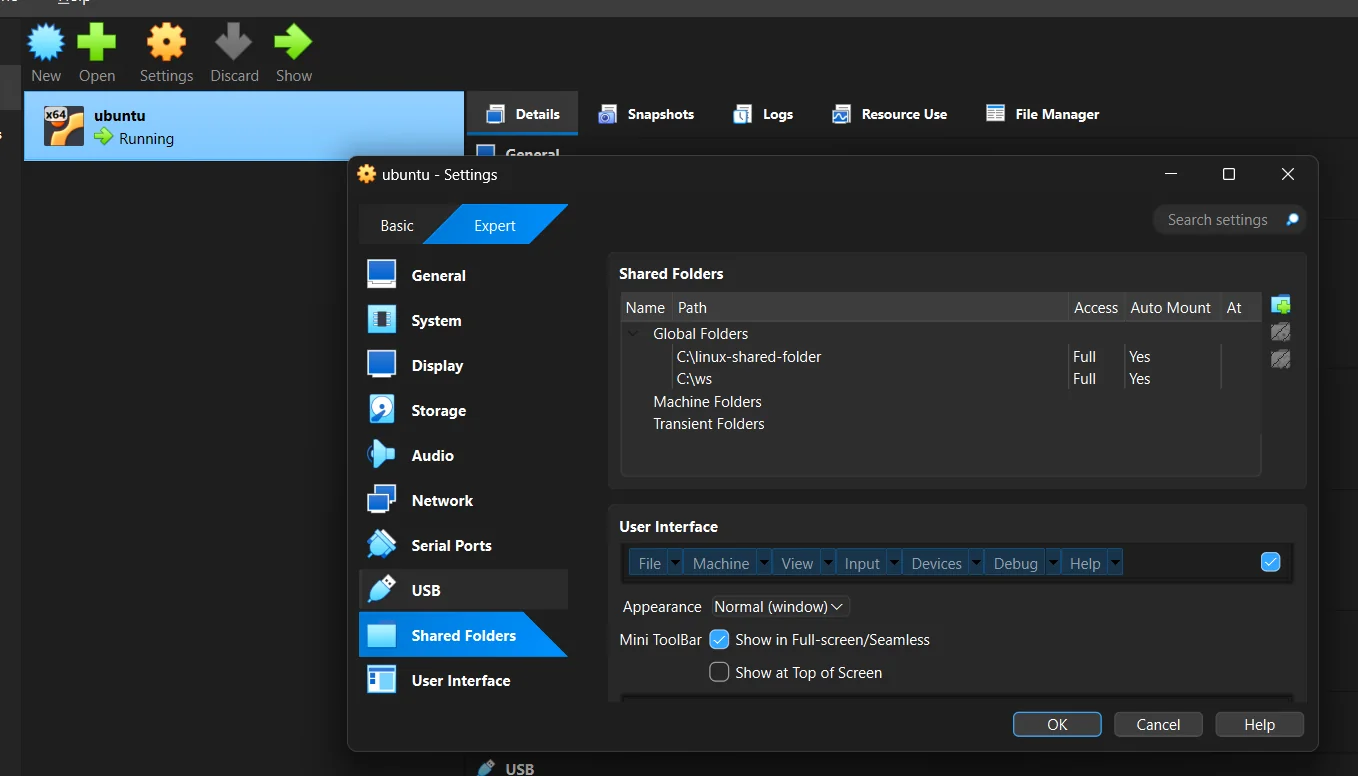 New Open Settings Discard Show
x64
ubuntu
Running
Details Snapshots Logs Resource Use File Manager
General
ubuntu - Settings
Basic Expert Search settings
General
System
Display
Storage
Audio
Network
Serial Ports
USB
Shared Folders
User Interface
Shared Folders
Name Path Access Auto Mount At
Global Folders
C:\linux-shared-folder Full Yes
C:\ws Full Yes
Machine Folders
Transient Folders
User Interface
File Machine View Input Devices Debug Help
Appearance Normal (window)
Mini ToolBar Show in Full-screen/Seamless
Show at Top of Screen
OK Cancel Help
USB